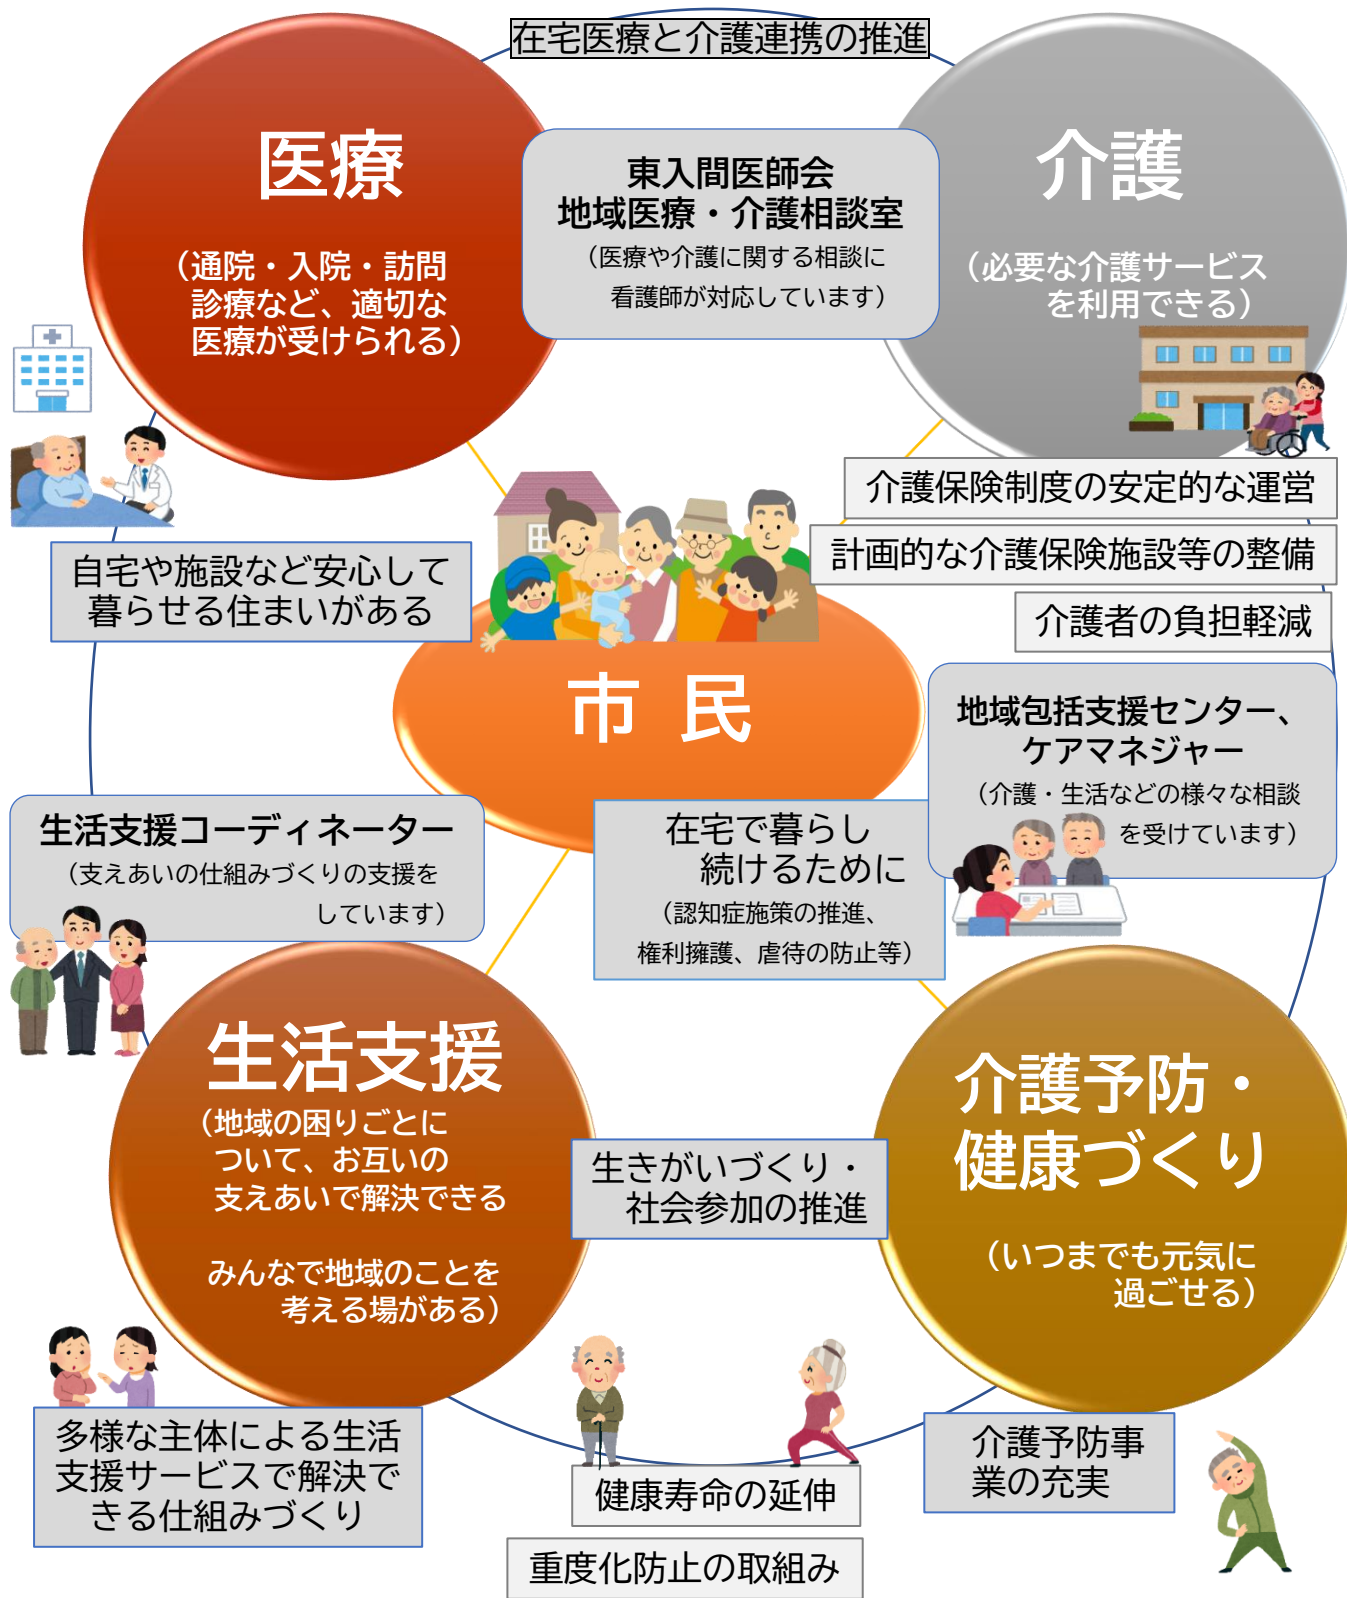 在宅医療と介護連携の推進
医療
（通院・入院・訪問
診療など、適切な
医療が受けられる）
東入間医師会
地域医療・介護相談室
（医療や介護に関する相談に
看護師が対応しています）
介護
（必要な介護サービス
を利用できる）
介護保険制度の安定的な運営
計画的な介護保険施設等の整備
介護者の負担軽減
自宅や施設など安心して
暮らせる住まいがある
市 民
地域包括支援センター、
ケアマネジャー
（介護・生活などの様々な相談
を受けています）
生活支援コーディネーター
（支えあいの仕組みづくりの支援を
しています）
在宅で暮らし
続けるために
（認知症施策の推進、
権利擁護、虐待の防止等）
生活支援
（地域の困りごとに
ついて、お互いの
支えあいで解決できる
みんなで地域のことを
考える場がある）
生きがいづくり・
社会参加の推進
介護予防・
健康づくり
（いつまでも元気に
過ごせる）
多様な主体による生活
支援サービスで解決で
きる仕組みづくり
健康寿命の延伸
重度化防止の取組み
介護予防事
業の充実